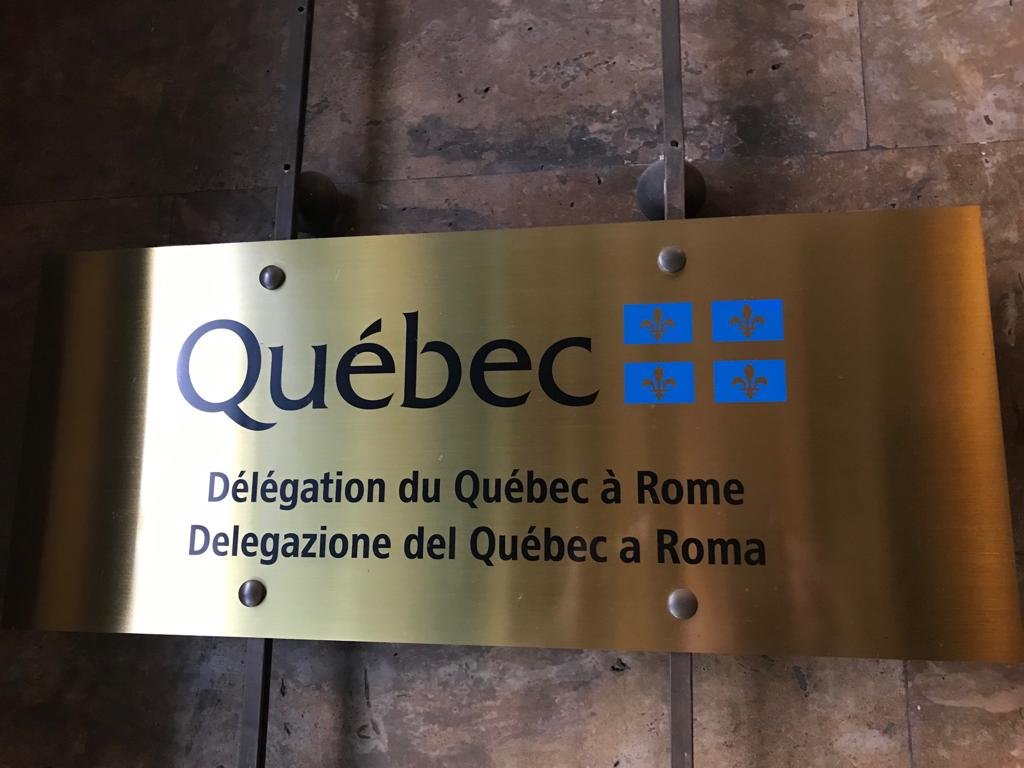 Québec
Délégation du Québec à Rome
Delegazione del Québec a Roma